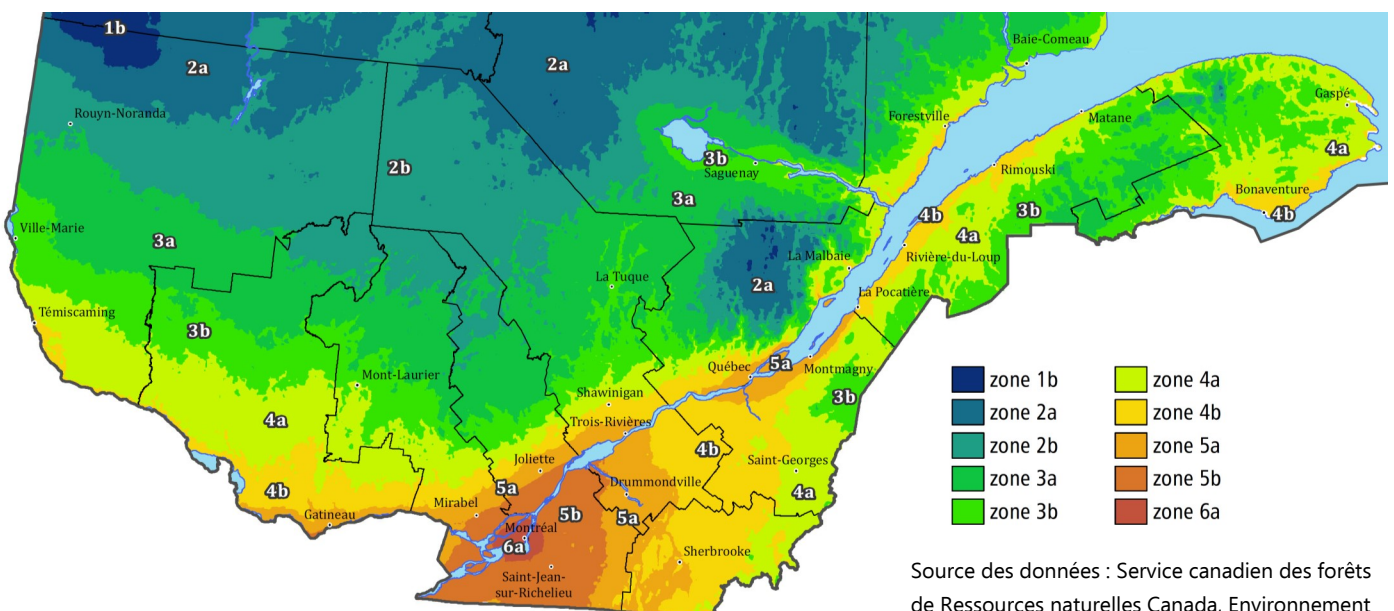 1b
Baie-Comeau
2a
2a
Gaspé
Rouyn-Noranda
Forestville
Matane
4a
3b
2b
Saguenay
Rimouski
3a
Bonaventure
4b
4b
3b
Ville-Marie
4a
3a
Rivière-du-Loup
La Malbaie
La Tuque
2a
La Pocatière
Témiscaming
3b
5a
Montmagny
Québec
Mont-Laurier
3b
Shawinigan
4a
Trois-Rivières
4b
Joliette
Saint-Georges
Drummondville
4b
5a
4a
Mirabel
Gatineau
5b
5a
Montréal
6a
Sherbrooke
Saint-Jean-
sur-Richelieu
zone 1b
zone 2a
zone 2b
zone 3a
zone 3b
zone 4a
zone 4b
zone 5a
zone 5b
zone 6a
Source des données : Service canadien des forêts
de Ressources naturelles Canada, Environnement